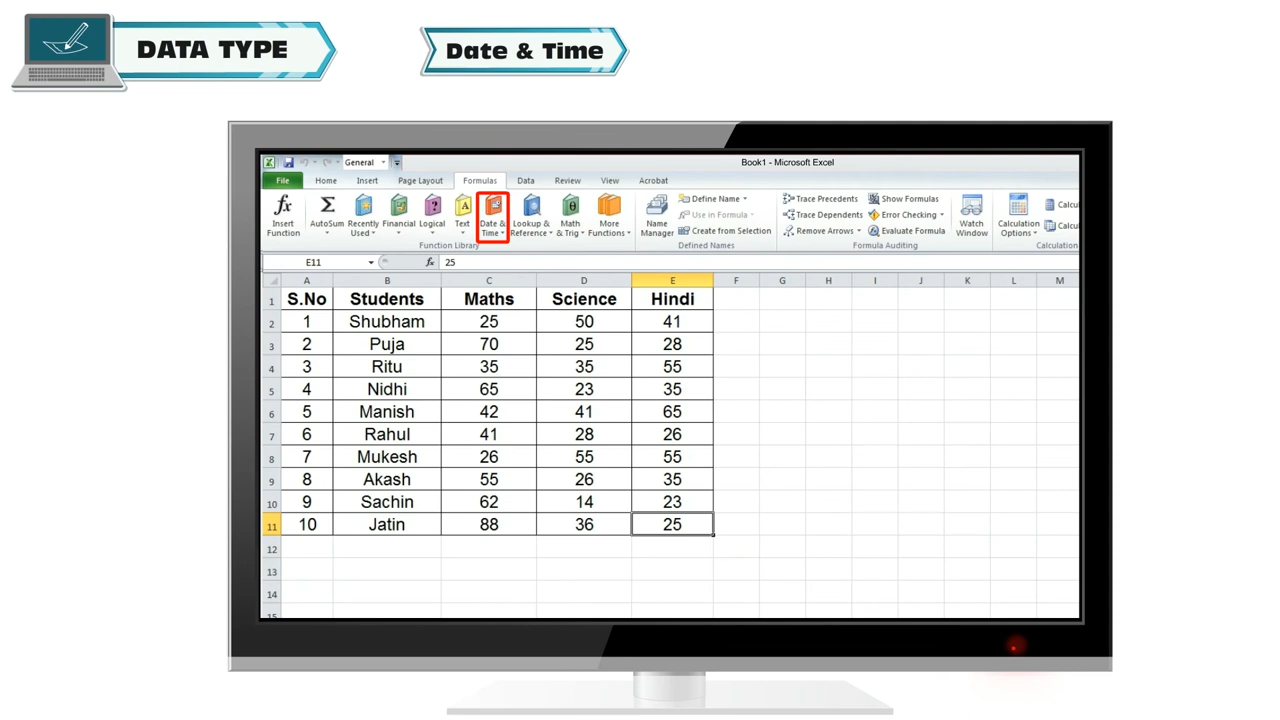 DATA TYPE
Date & Time
General
Book1 - Microsoft Excel
File Home Insert Page Layout Formulas Data Review View Acrobat
fx Insert Function
Σ AutoSum
Recently Used
Financial
? Logical
A Text
Date & Time
Lookup & Reference
θ Math & Trig
More Functions
Function Library
Name Manager
Define Name
Use in Formula
Create from Selection
Defined Names
Trace Precedents
Trace Dependents
Remove Arrows
Show Formulas
Error Checking
Evaluate Formula
Formula Auditing
Watch Window
Calculation Options
Calcu
Calcu
Calculation
E11 fx 25
A B C D E F G H I J K L M
1 S.No Students Maths Science Hindi
2 1 Shubham 25 50 41
3 2 Puja 70 25 28
4 3 Ritu 35 35 55
5 4 Nidhi 65 23 35
6 5 Manish 42 41 65
7 6 Rahul 41 28 26
8 7 Mukesh 26 55 55
9 8 Akash 55 26 35
10 9 Sachin 62 14 23
11 10 Jatin 88 36 25
12
13
14
15